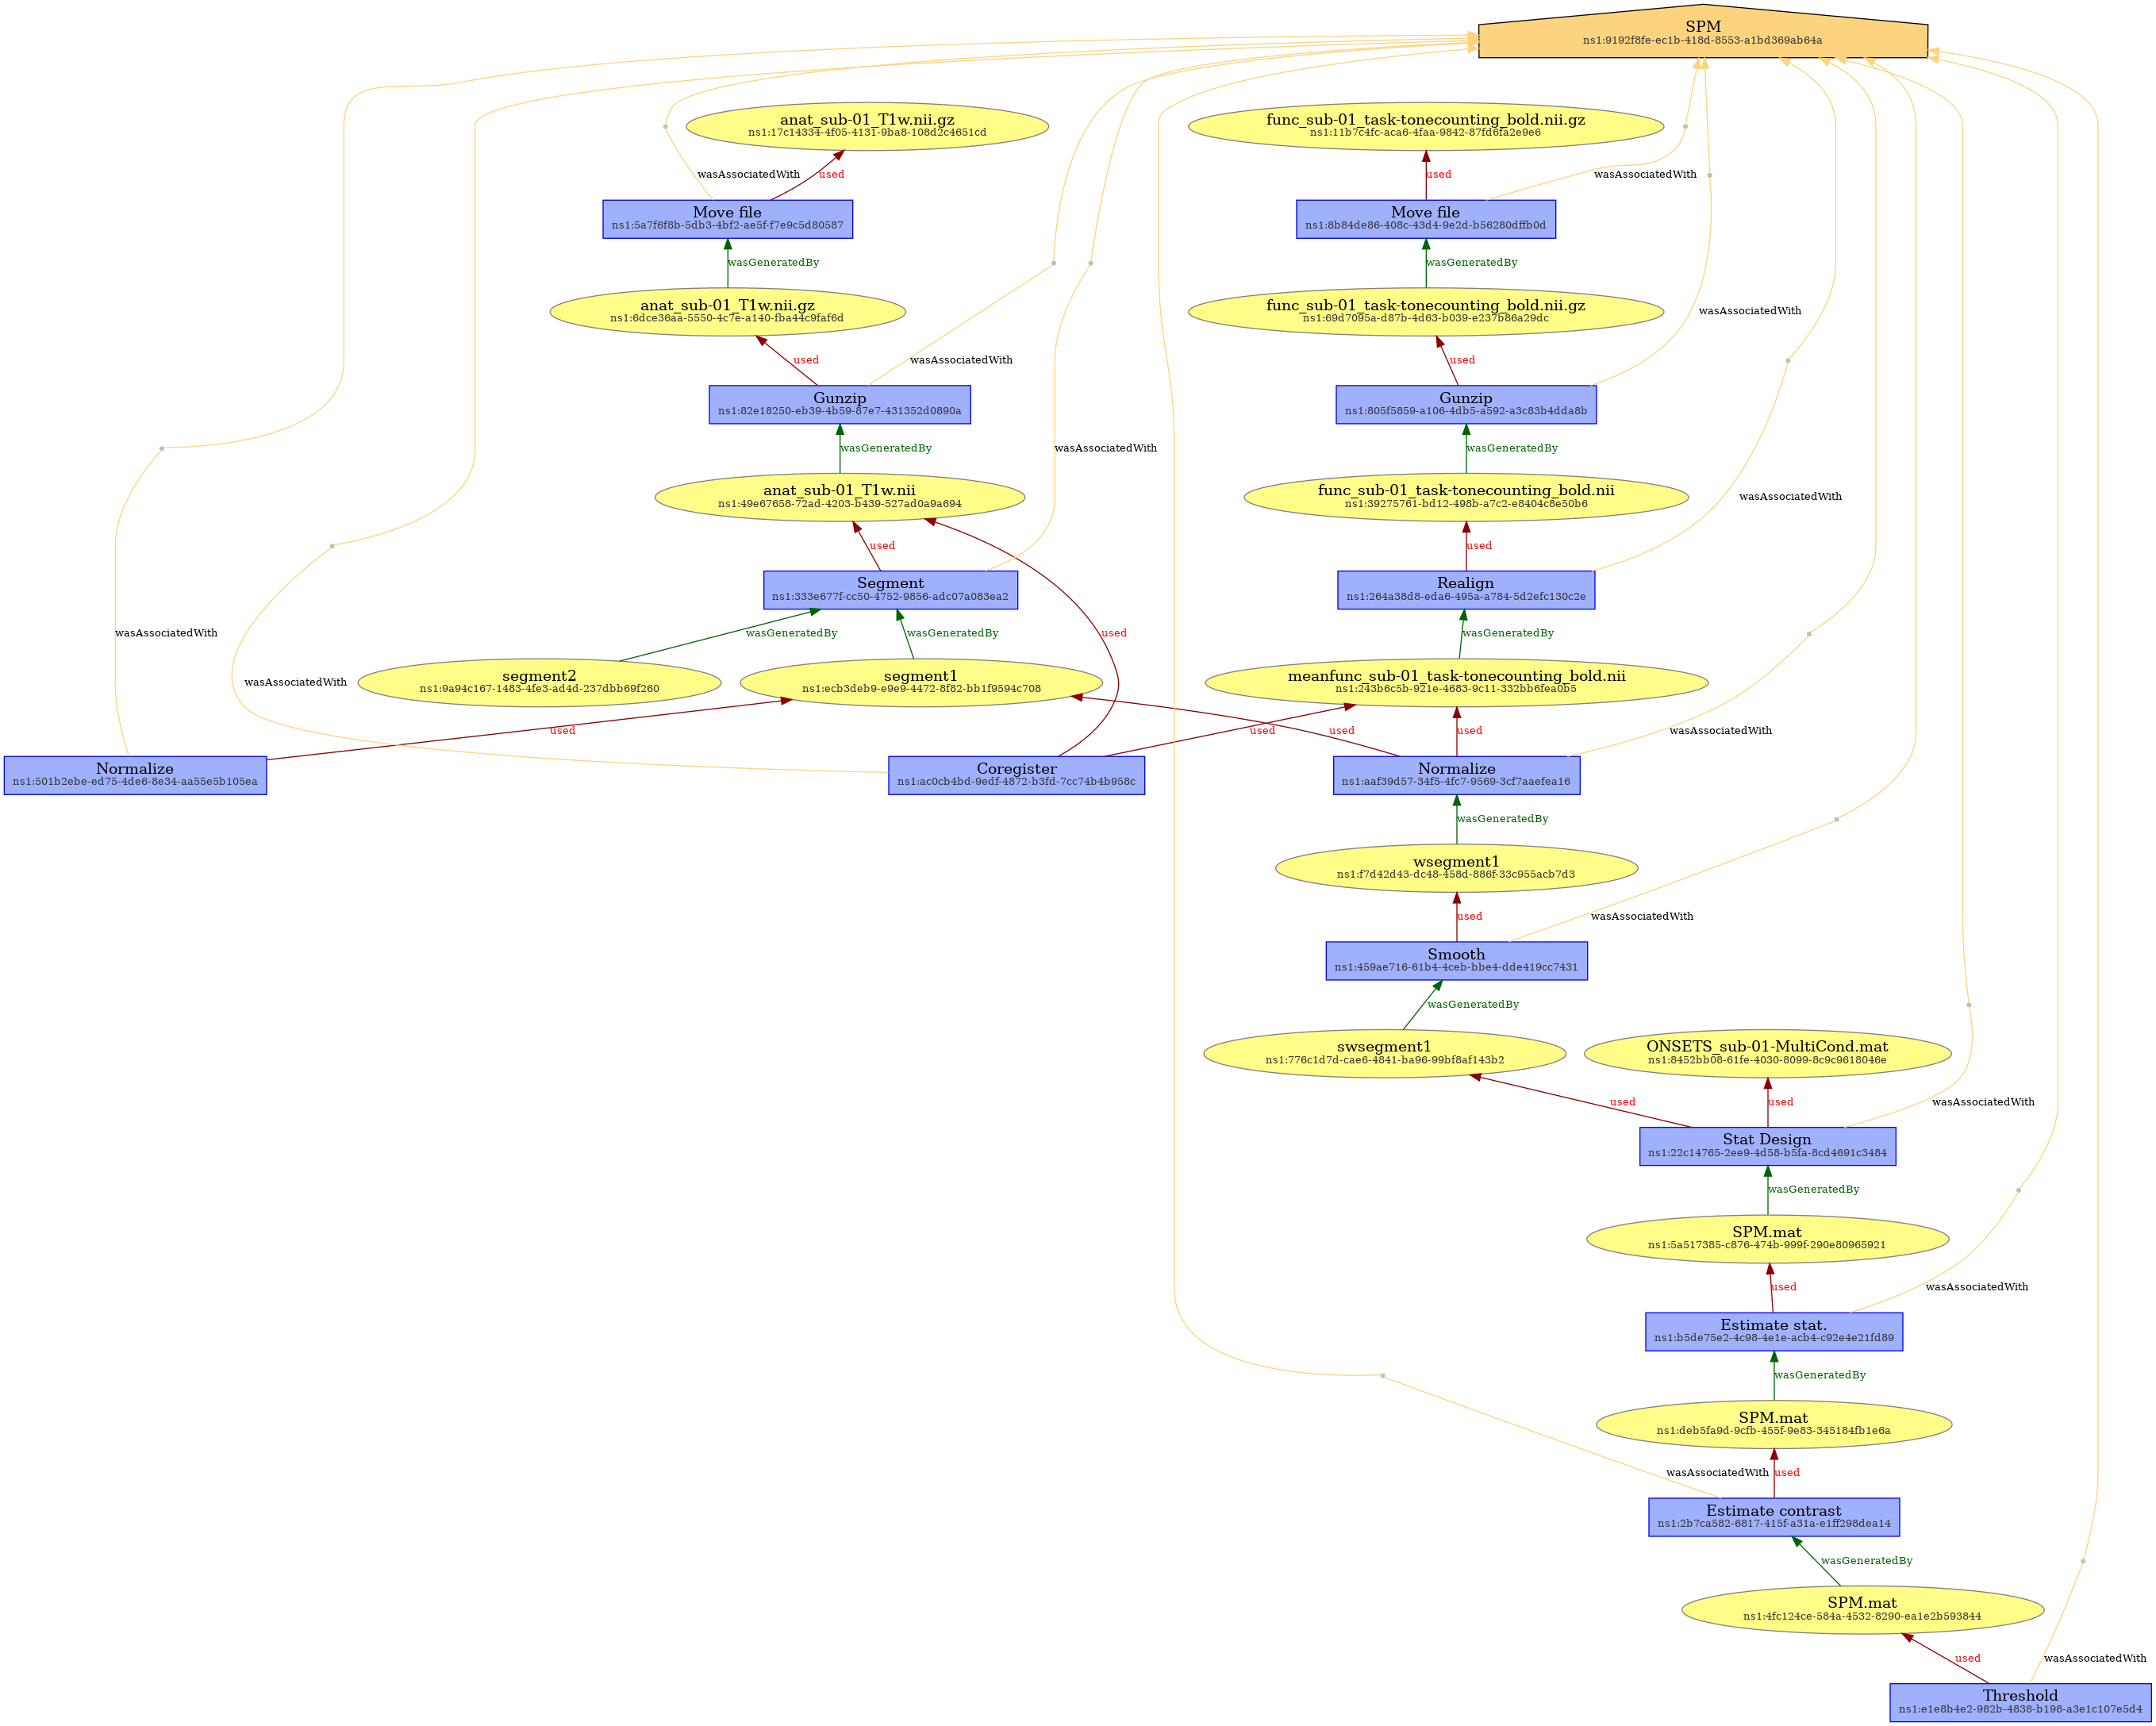 SPM
ns1:9192f8fe-ec1b-418d-8553-a1bd369ab64a
anat_sub-01_T1w.nii.gz
ns1:17c14334-4f05-4131-9ba8-108d2c4651cd
func_sub-01_task-tonecounting_bold.nii.gz
ns1:11b7c4fc-aca6-4faa-9842-87fd6fa2e9e6
wasAssociatedWith
used
used
wasAssociatedWith
Move file
ns1:5a7f6f8b-5db3-4bf2-ae5f-f7e9c5d80587
Move file
ns1:8b84de86-408c-43d4-9e2d-b56280dffb0d
wasGeneratedBy
wasGeneratedBy
anat_sub-01_T1w.nii.gz
ns1:6dce36aa-5550-4c7e-a140-fba44c9faf6d
func_sub-01_task-tonecounting_bold.nii.gz
ns1:69d7095a-d87b-4d63-b039-e237b86a29dc
wasAssociatedWith
used
wasAssociatedWith
used
Gunzip
ns1:82e18250-eb39-4b59-87e7-431352d0890a
Gunzip
ns1:805f5859-a106-4db5-a592-a3c83b4dda8b
wasGeneratedBy
wasAssociatedWith
wasGeneratedBy
anat_sub-01_T1w.nii
ns1:49e67658-72ad-4203-b439-527ad0a9a694
func_sub-01_task-tonecounting_bold.nii
ns1:39275761-bd12-498b-a7c2-e8404c8e50b6
wasAssociatedWith
used
used
Segment
ns1:333e677f-cc50-4752-9856-adc07a083ea2
Realign
ns1:264a38d8-eda6-495a-a784-5d2efc130c2e
wasAssociatedWith
wasGeneratedBy
wasGeneratedBy
used
wasGeneratedBy
segment2
ns1:9a94c167-1483-4fe3-ad4d-237dbb69f260
segment1
ns1:ecb3deb9-e9e9-4472-8f82-bb1f9594c708
meanfunc_sub-01_task-tonecounting_bold.nii
ns1:243b6c5b-921e-4683-9c11-332bb6fea0b5
wasAssociatedWith
used
used
used
used
wasAssociatedWith
Normalize
ns1:501b2ebe-ed75-4de6-8e34-aa55e5b105ea
Coregister
ns1:ac0cb4bd-9edf-4872-b3fd-7cc74b4b958c
Normalize
ns1:aaf39d57-34f5-4fc7-9569-3cf7aaefea16
wasGeneratedBy
wsegment1
ns1:f7d42d43-dc48-458d-886f-33c955acb7d3
used
wasAssociatedWith
Smooth
ns1:459ae716-61b4-4ceb-bbe4-dde419cc7431
wasGeneratedBy
swsegment1
ns1:776c1d7d-cae6-4841-ba96-99bf8af143b2
ONSETS_sub-01-MultiCond.mat
ns1:8452bb08-61fe-4030-8099-8c9c9618046e
used
used
wasAssociatedWith
Stat Design
ns1:22c14765-2ee9-4d58-b5fa-8cd4691c3484
wasGeneratedBy
SPM.mat
ns1:5a517385-c876-474b-999f-290e80965921
used
wasAssociatedWith
Estimate stat.
ns1:b5de75e2-4c98-4e1e-acb4-c92e4e21fd89
wasGeneratedBy
SPM.mat
ns1:deb5fa9d-9cfb-455f-9e83-345184fb1e6a
wasAssociatedWith
used
Estimate contrast
ns1:2b7ca582-6817-415f-a31a-e1ff298dea14
wasGeneratedBy
SPM.mat
ns1:4fc124ce-584a-4532-8290-ea1e2b593844
used
wasAssociatedWith
Threshold
ns1:e1e8b4e2-982b-4838-b198-a3e1c107e5d4